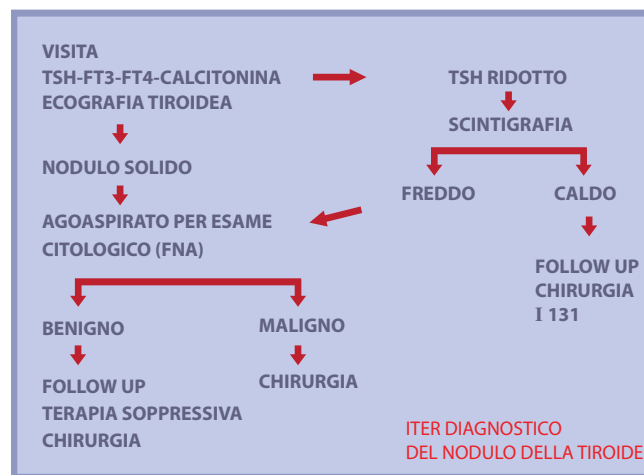 VISITA
TSH-FT3-FT4-CALCITONINA
ECOGRAFIA TIROIDEA
TSH RIDOTTO
SCINTIGRAFIA
NODULO SOLIDO
FREDDO
CALDO
AGOASPIRATO PER ESAME
CITOLOGICO (FNA)
FOLLOW UP
CHIRURGIA
I 131
BENIGNO
MALIGNO
FOLLOW UP
TERAPIA SOPPRESSIVA
CHIRURGIA
CHIRURGIA
ITER DIAGNOSTICO
DEL NODULO DELLA TIROIDE